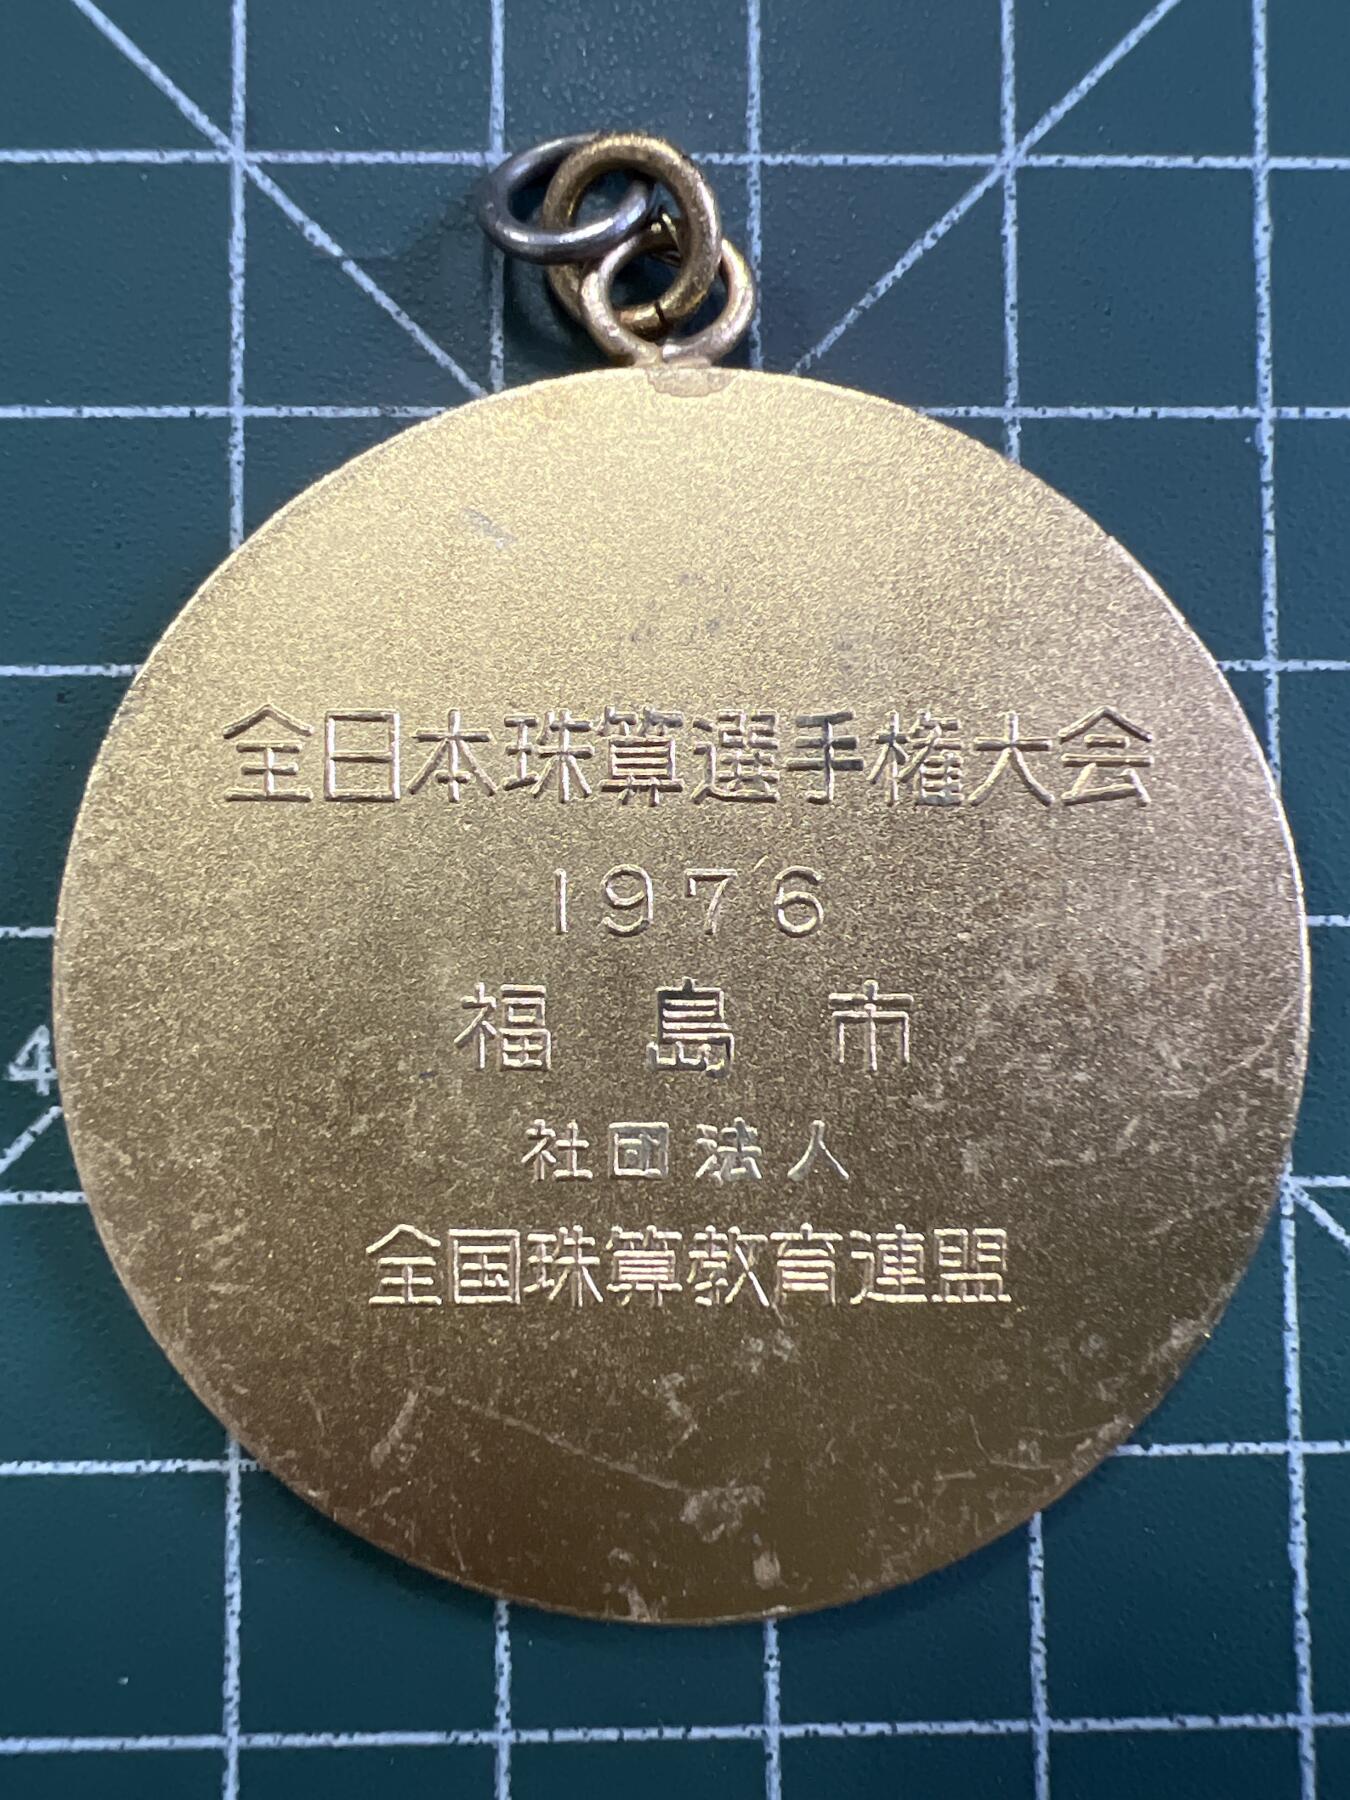 全日本珠算選手権大会
1976
福島市
社団法人
全国珠算教育連盟
4